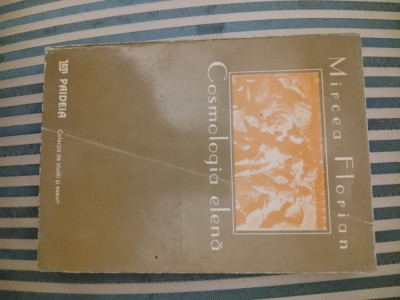 Mircea Florian
Cosmologia elenă
PAIDEIA
Colecția de studii și eseuri